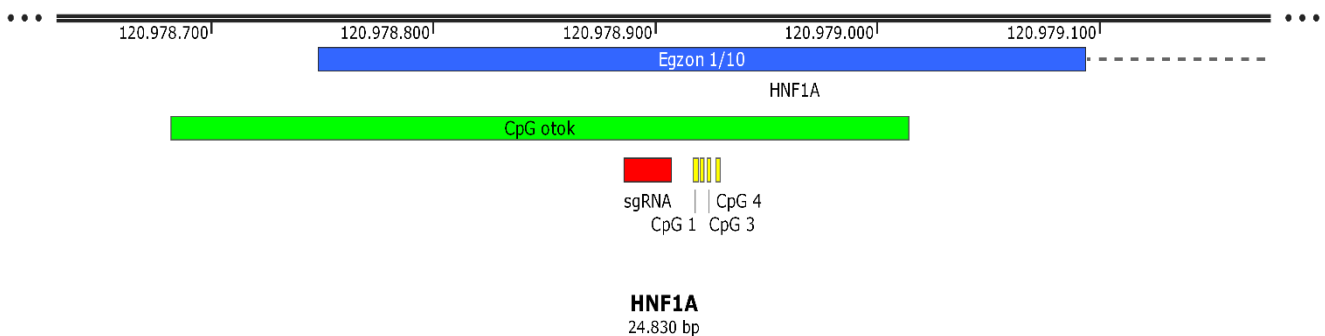 120.978.700 120.978.800 120.978.900 120.979.000 120.979.100
Egzon 1/10
HNF1A
CpG otok
sgRNA CpG 4
CpG 1 CpG 3
HNF1A
24.830 bp